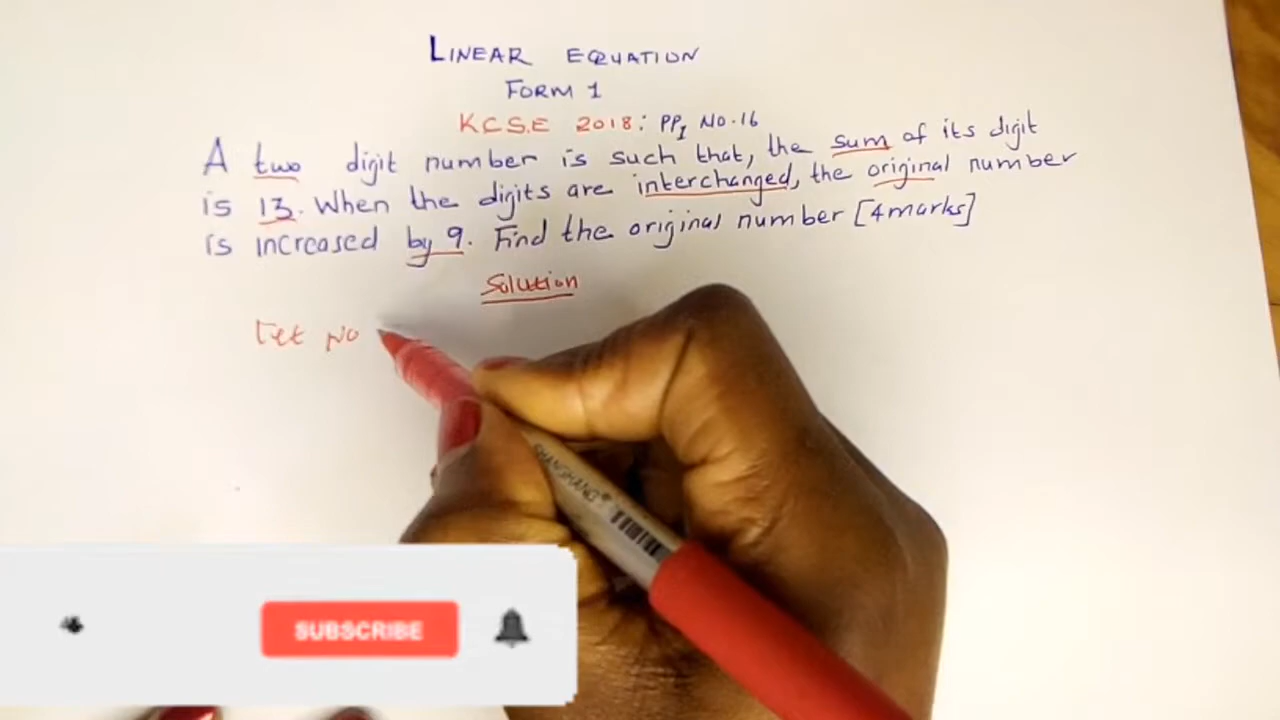 LINEAR EQUATION
FORM 1
K.C.S.E 2018: PP1 NO.16
A two digit number is such that, the sum of its digit
is 13. When the digits are interchanged, the original number
is increased by 9. Find the original number [4marks]
Solution
Let NO
SHANGHANG
SUBSCRIBE